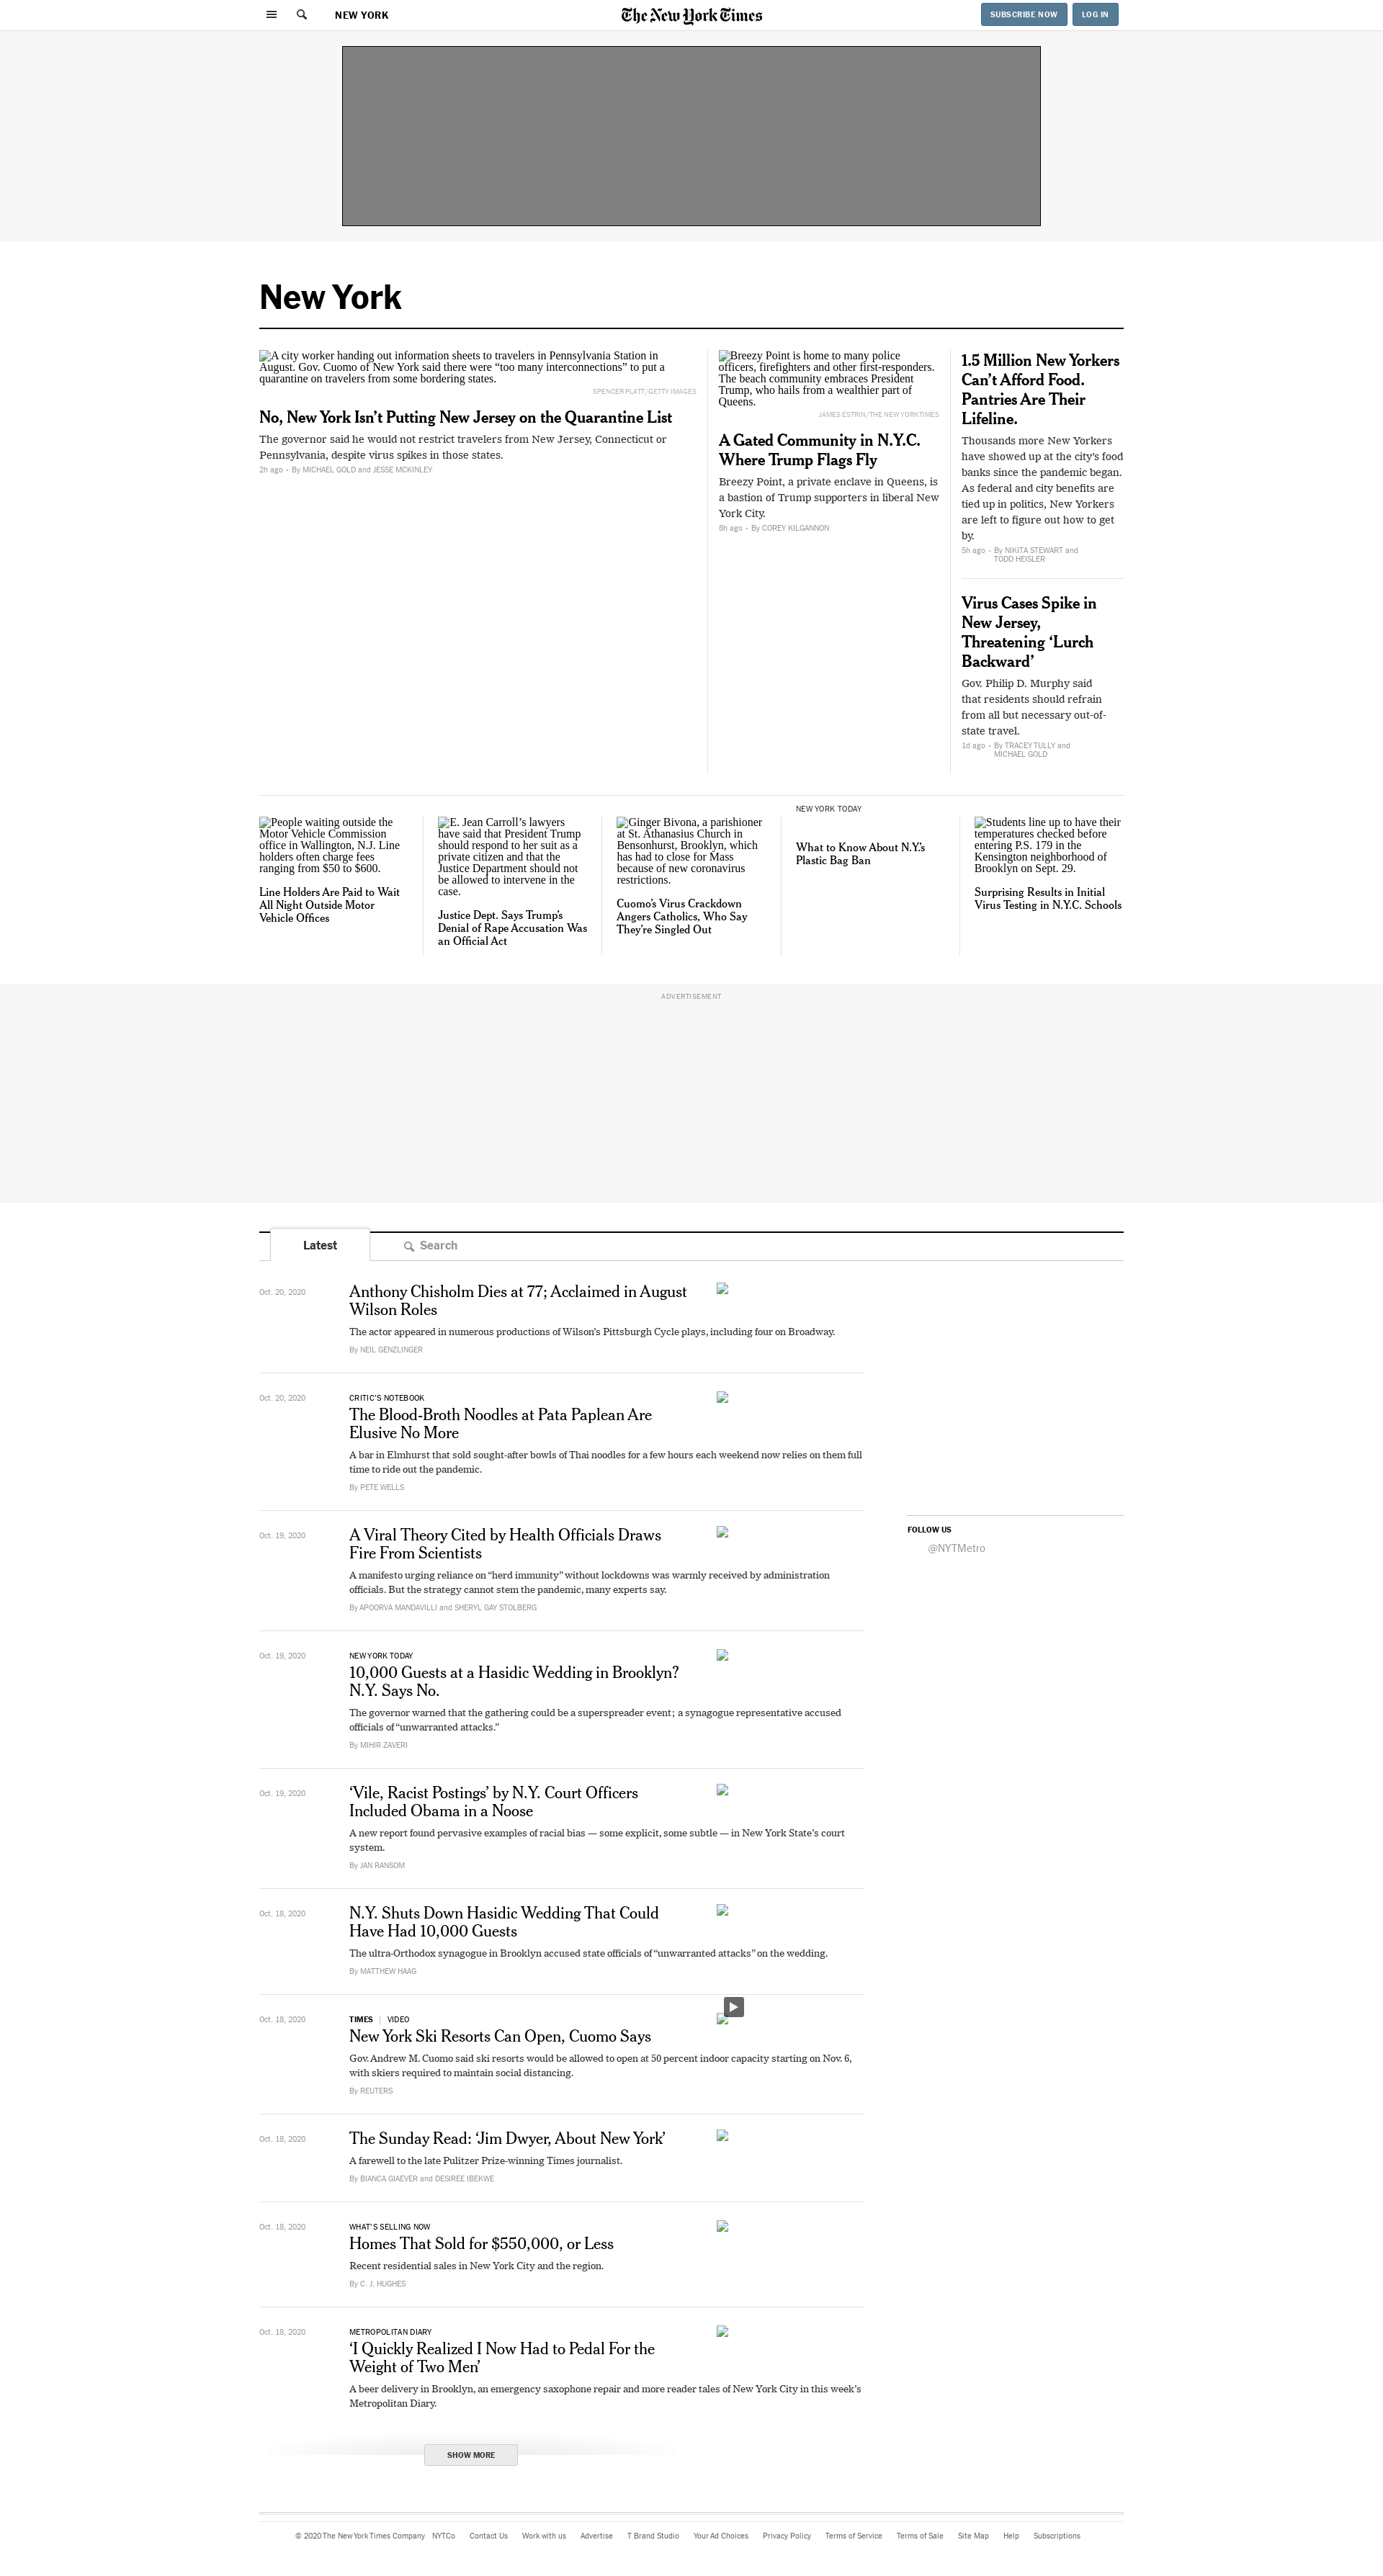 NEW YORK
The New York Times
SUBSCRIBE NOW
LOG IN
New York
A city worker handing out information sheets to travelers in Pennsylvania Station in
August. Gov. Cuomo of New York said there were “too many interconnections” to put a
quarantine on travelers from some bordering states.
SPENCER PLATT/GETTY IMAGES
No, New York Isn’t Putting New Jersey on the Quarantine List
The governor said he would not restrict travelers from New Jersey, Connecticut or
Pennsylvania, despite virus spikes in those states.
2h ago • By MICHAEL GOLD and JESSE MCKINLEY
Breezy Point is home to many police
officers, firefighters and other first-responders.
The beach community embraces President
Trump, who hails from a wealthier part of
Queens.
JAMES ESTRIN/THE NEW YORK TIMES
A Gated Community in N.Y.C.
Where Trump Flags Fly
Breezy Point, a private enclave in Queens, is
a bastion of Trump supporters in liberal New
York City.
8h ago • By COREY KILGANNON
1.5 Million New Yorkers
Can’t Afford Food.
Pantries Are Their
Lifeline.
Thousands more New Yorkers
have showed up at the city’s food
banks since the pandemic began.
As federal and city benefits are
tied up in politics, New Yorkers
are left to figure out how to get
by.
5h ago • By NIKITA STEWART and
TODD HEISLER
Virus Cases Spike in
New Jersey,
Threatening ‘Lurch
Backward’
Gov. Philip D. Murphy said
that residents should refrain
from all but necessary out-of-
state travel.
1d ago • By TRACEY TULLY and
MICHAEL GOLD
People waiting outside the
Motor Vehicle Commission
office in Wallington, N.J. Line
holders often charge fees
ranging from $50 to $600.
Line Holders Are Paid to Wait
All Night Outside Motor
Vehicle Offices
E. Jean Carroll’s lawyers
have said that President Trump
should respond to her suit as a
private citizen and that the
Justice Department should not
be allowed to intervene in the
case.
Justice Dept. Says Trump’s
Denial of Rape Accusation Was
an Official Act
Ginger Bivona, a parishioner
at St. Athanasius Church in
Bensonhurst, Brooklyn, which
has had to close for Mass
because of new coronavirus
restrictions.
Cuomo’s Virus Crackdown
Angers Catholics, Who Say
They’re Singled Out
NEW YORK TODAY
What to Know About N.Y.’s
Plastic Bag Ban
Students line up to have their
temperatures checked before
entering P.S. 179 in the
Kensington neighborhood of
Brooklyn on Sept. 29.
Surprising Results in Initial
Virus Testing in N.Y.C. Schools
ADVERTISEMENT
Latest
Search
Oct. 20, 2020
Anthony Chisholm Dies at 77; Acclaimed in August
Wilson Roles
The actor appeared in numerous productions of Wilson’s Pittsburgh Cycle plays, including four on Broadway.
By NEIL GENZLINGER
Oct. 20, 2020
CRITIC’S NOTEBOOK
The Blood-Broth Noodles at Pata Paplean Are
Elusive No More
A bar in Elmhurst that sold sought-after bowls of Thai noodles for a few hours each weekend now relies on them full
time to ride out the pandemic.
By PETE WELLS
Oct. 19, 2020
A Viral Theory Cited by Health Officials Draws
Fire From Scientists
A manifesto urging reliance on “herd immunity” without lockdowns was warmly received by administration
officials. But the strategy cannot stem the pandemic, many experts say.
By APOORVA MANDAVILLI and SHERYL GAY STOLBERG
FOLLOW US
@NYTMetro
Oct. 19, 2020
NEW YORK TODAY
10,000 Guests at a Hasidic Wedding in Brooklyn?
N.Y. Says No.
The governor warned that the gathering could be a superspreader event; a synagogue representative accused
officials of “unwarranted attacks.”
By MIHIR ZAVERI
Oct. 19, 2020
‘Vile, Racist Postings’ by N.Y. Court Officers
Included Obama in a Noose
A new report found pervasive examples of racial bias — some explicit, some subtle — in New York State’s court
system.
By JAN RANSOM
Oct. 18, 2020
N.Y. Shuts Down Hasidic Wedding That Could
Have Had 10,000 Guests
The ultra-Orthodox synagogue in Brooklyn accused state officials of “unwarranted attacks” on the wedding.
By MATTHEW HAAG
Oct. 18, 2020
TIMES | VIDEO
New York Ski Resorts Can Open, Cuomo Says
Gov. Andrew M. Cuomo said ski resorts would be allowed to open at 50 percent indoor capacity starting on Nov. 6,
with skiers required to maintain social distancing.
By REUTERS
Oct. 18, 2020
The Sunday Read: ‘Jim Dwyer, About New York’
A farewell to the late Pulitzer Prize-winning Times journalist.
By BIANCA GIAEVER and DESIREE IBEKWE
Oct. 18, 2020
WHAT’S SELLING NOW
Homes That Sold for $550,000, or Less
Recent residential sales in New York City and the region.
By C. J. HUGHES
Oct. 18, 2020
METROPOLITAN DIARY
‘I Quickly Realized I Now Had to Pedal For the
Weight of Two Men’
A beer delivery in Brooklyn, an emergency saxophone repair and more reader tales of New York City in this week’s
Metropolitan Diary.
SHOW MORE
© 2020 The New York Times Company NYTCo Contact Us Work with us Advertise T Brand Studio Your Ad Choices Privacy Policy Terms of Service Terms of Sale Site Map Help Subscriptions